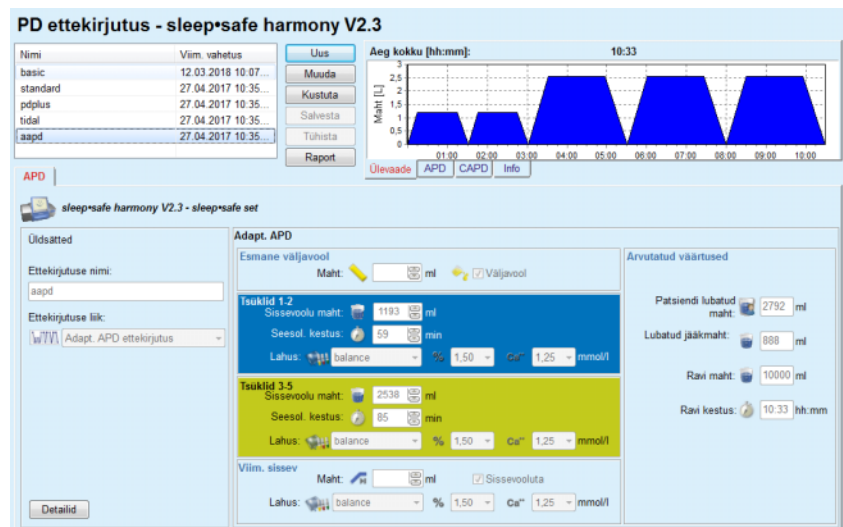 PD ettekirjutus - sleep•safe harmony V2.3
Nimi Viim. vahetus
basic 12.03.2018 10:07...
standard 27.04.2017 10:35...
pdplus 27.04.2017 10:35...
tidal 27.04.2017 10:35...
aapd 27.04.2017 10:35...
Uus
Muuda
Kustuta
Salvesta
Tühista
Raport
Aeg kokku [hh:mm]: 10:33
Maht [L]
3
2,5
2
1,5
1
0,5
0
01:00 02:00 03:00 04:00 05:00 06:00 07:00 08:00 09:00 10:00
Ülevaade APD CAPD Info
APD
sleep•safe harmony V2.3 - sleep•safe set
Üldsätted
Ettekirjutuse nimi:
aapd
Ettekirjutuse liik:
Adapt. APD ettekirjutus
Detailid
Adapt. APD
Esmane väljavool
Maht: ml Väljavool
Tsüklid 1-2
Sissevoolu maht: 1193 ml
Seesol. kestus: 59 min
Lahus: balance % 1,50 Ca++ 1,25 mmol/l
Tsüklid 3-5
Sissevoolu maht: 2538 ml
Seesol. kestus: 85 min
Lahus: balance % 1,50 Ca++ 1,25 mmol/l
Viim. sissev
Maht: ml Sissevooluta
Lahus: balance % 1,50 Ca++ 1,25 mmol/l
Arvutatud väärtused
Patsiendi lubatud
maht: 2792 ml
Lubatud jääkmaht: 888 ml
Ravi maht: 10000 ml
Ravi kestus: 10:33 hh:mm